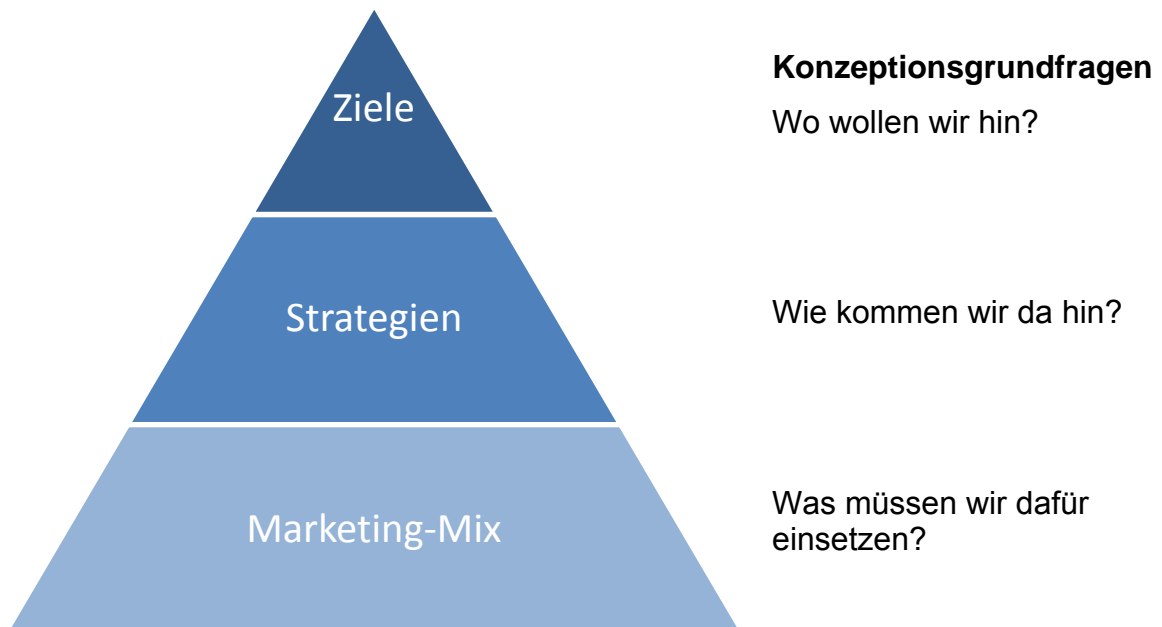 Konzeptionsgrundfragen
Ziele
Wo wollen wir hin?
Strategien
Wie kommen wir da hin?
Marketing-Mix
Was müssen wir dafür
einsetzen?